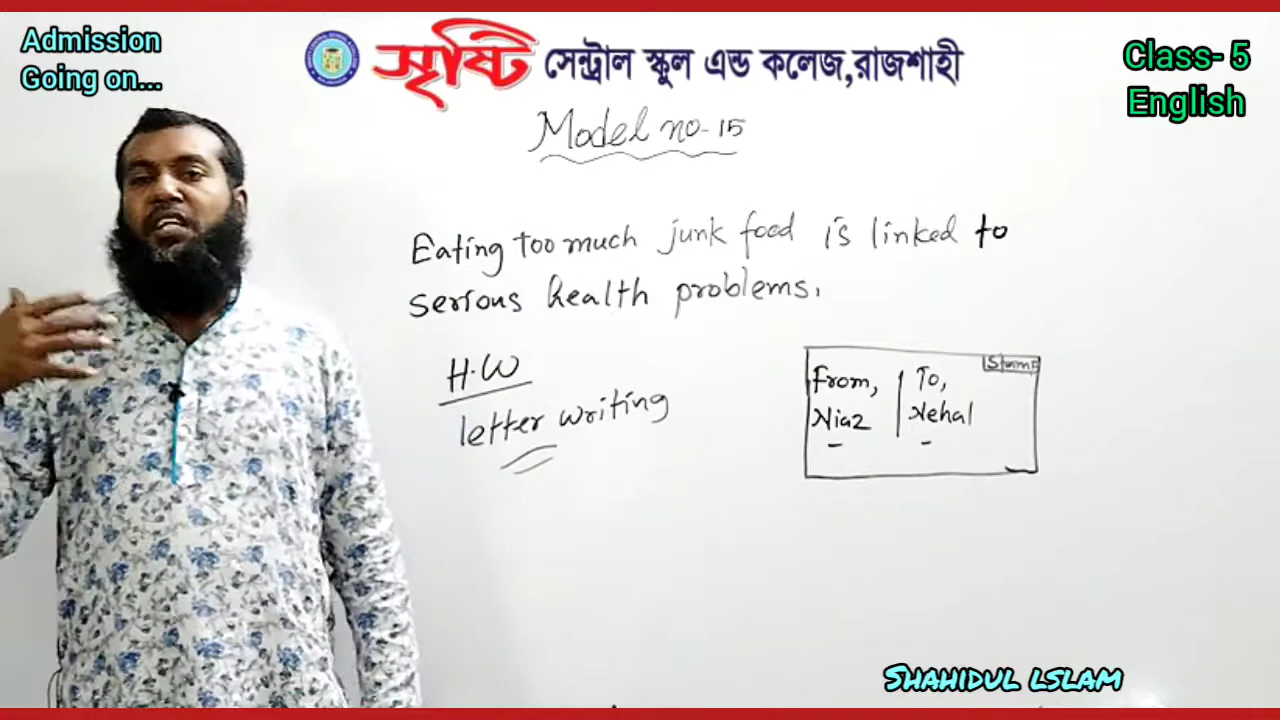 Admission
Going on...
সৃষ্টি সেন্ট্রাল স্কুল এন্ড কলেজ,রাজশাহী
Class- 5
English
Model no-15
Eating too much junk food is linked to
serious health problems.
H.W
letter writing
From,
Niaz
To,
Nehal
Stamp
Shahidul lslam